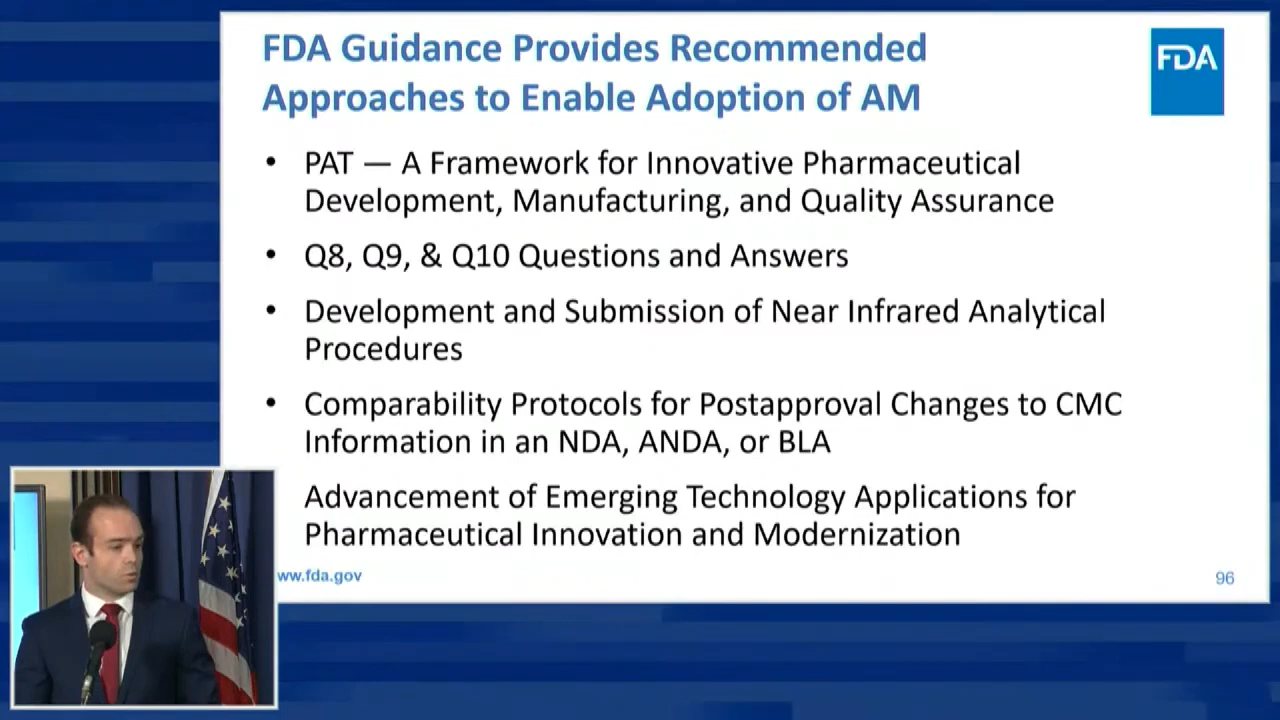 FDA Guidance Provides Recommended
Approaches to Enable Adoption of AM
FDA
• PAT — A Framework for Innovative Pharmaceutical
Development, Manufacturing, and Quality Assurance
• Q8, Q9, & Q10 Questions and Answers
• Development and Submission of Near Infrared Analytical
Procedures
• Comparability Protocols for Postapproval Changes to CMC
Information in an NDA, ANDA, or BLA
Advancement of Emerging Technology Applications for
Pharmaceutical Innovation and Modernization
ww.fda.gov
96